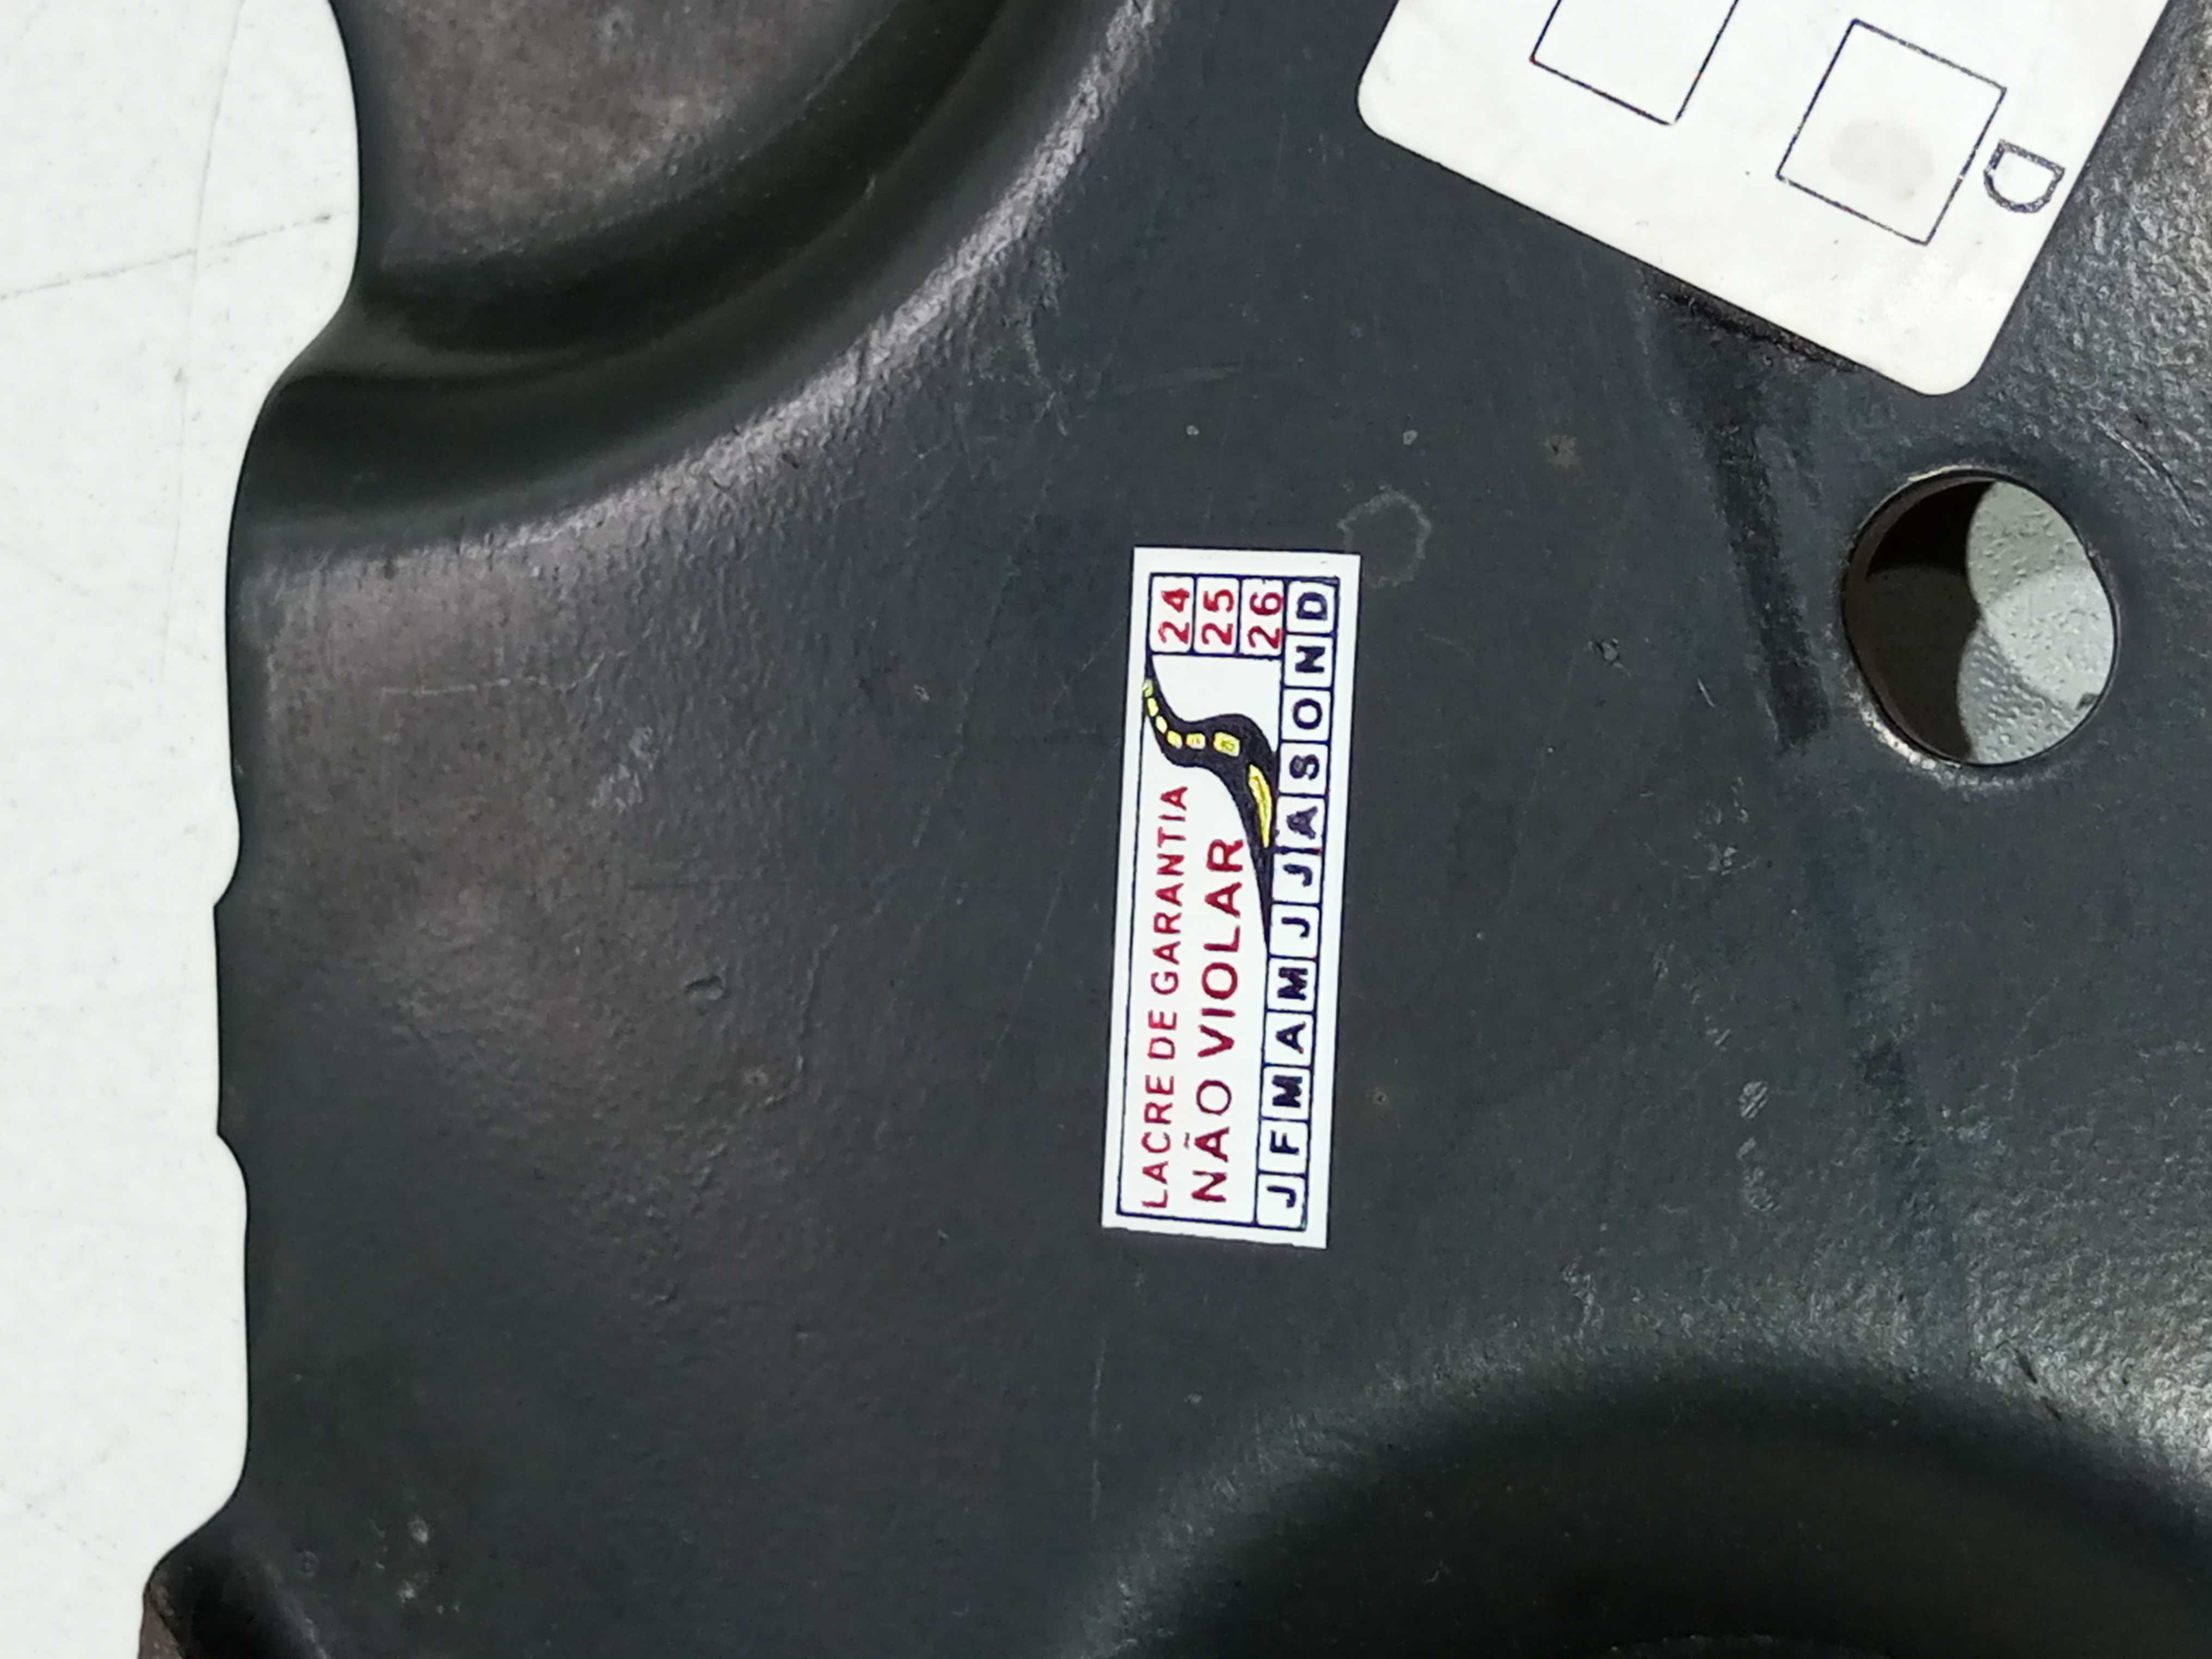 LACRE DE GARANTIA
NÃO VIOLAR
24
25
26
J F M A M J J A S O N D
D